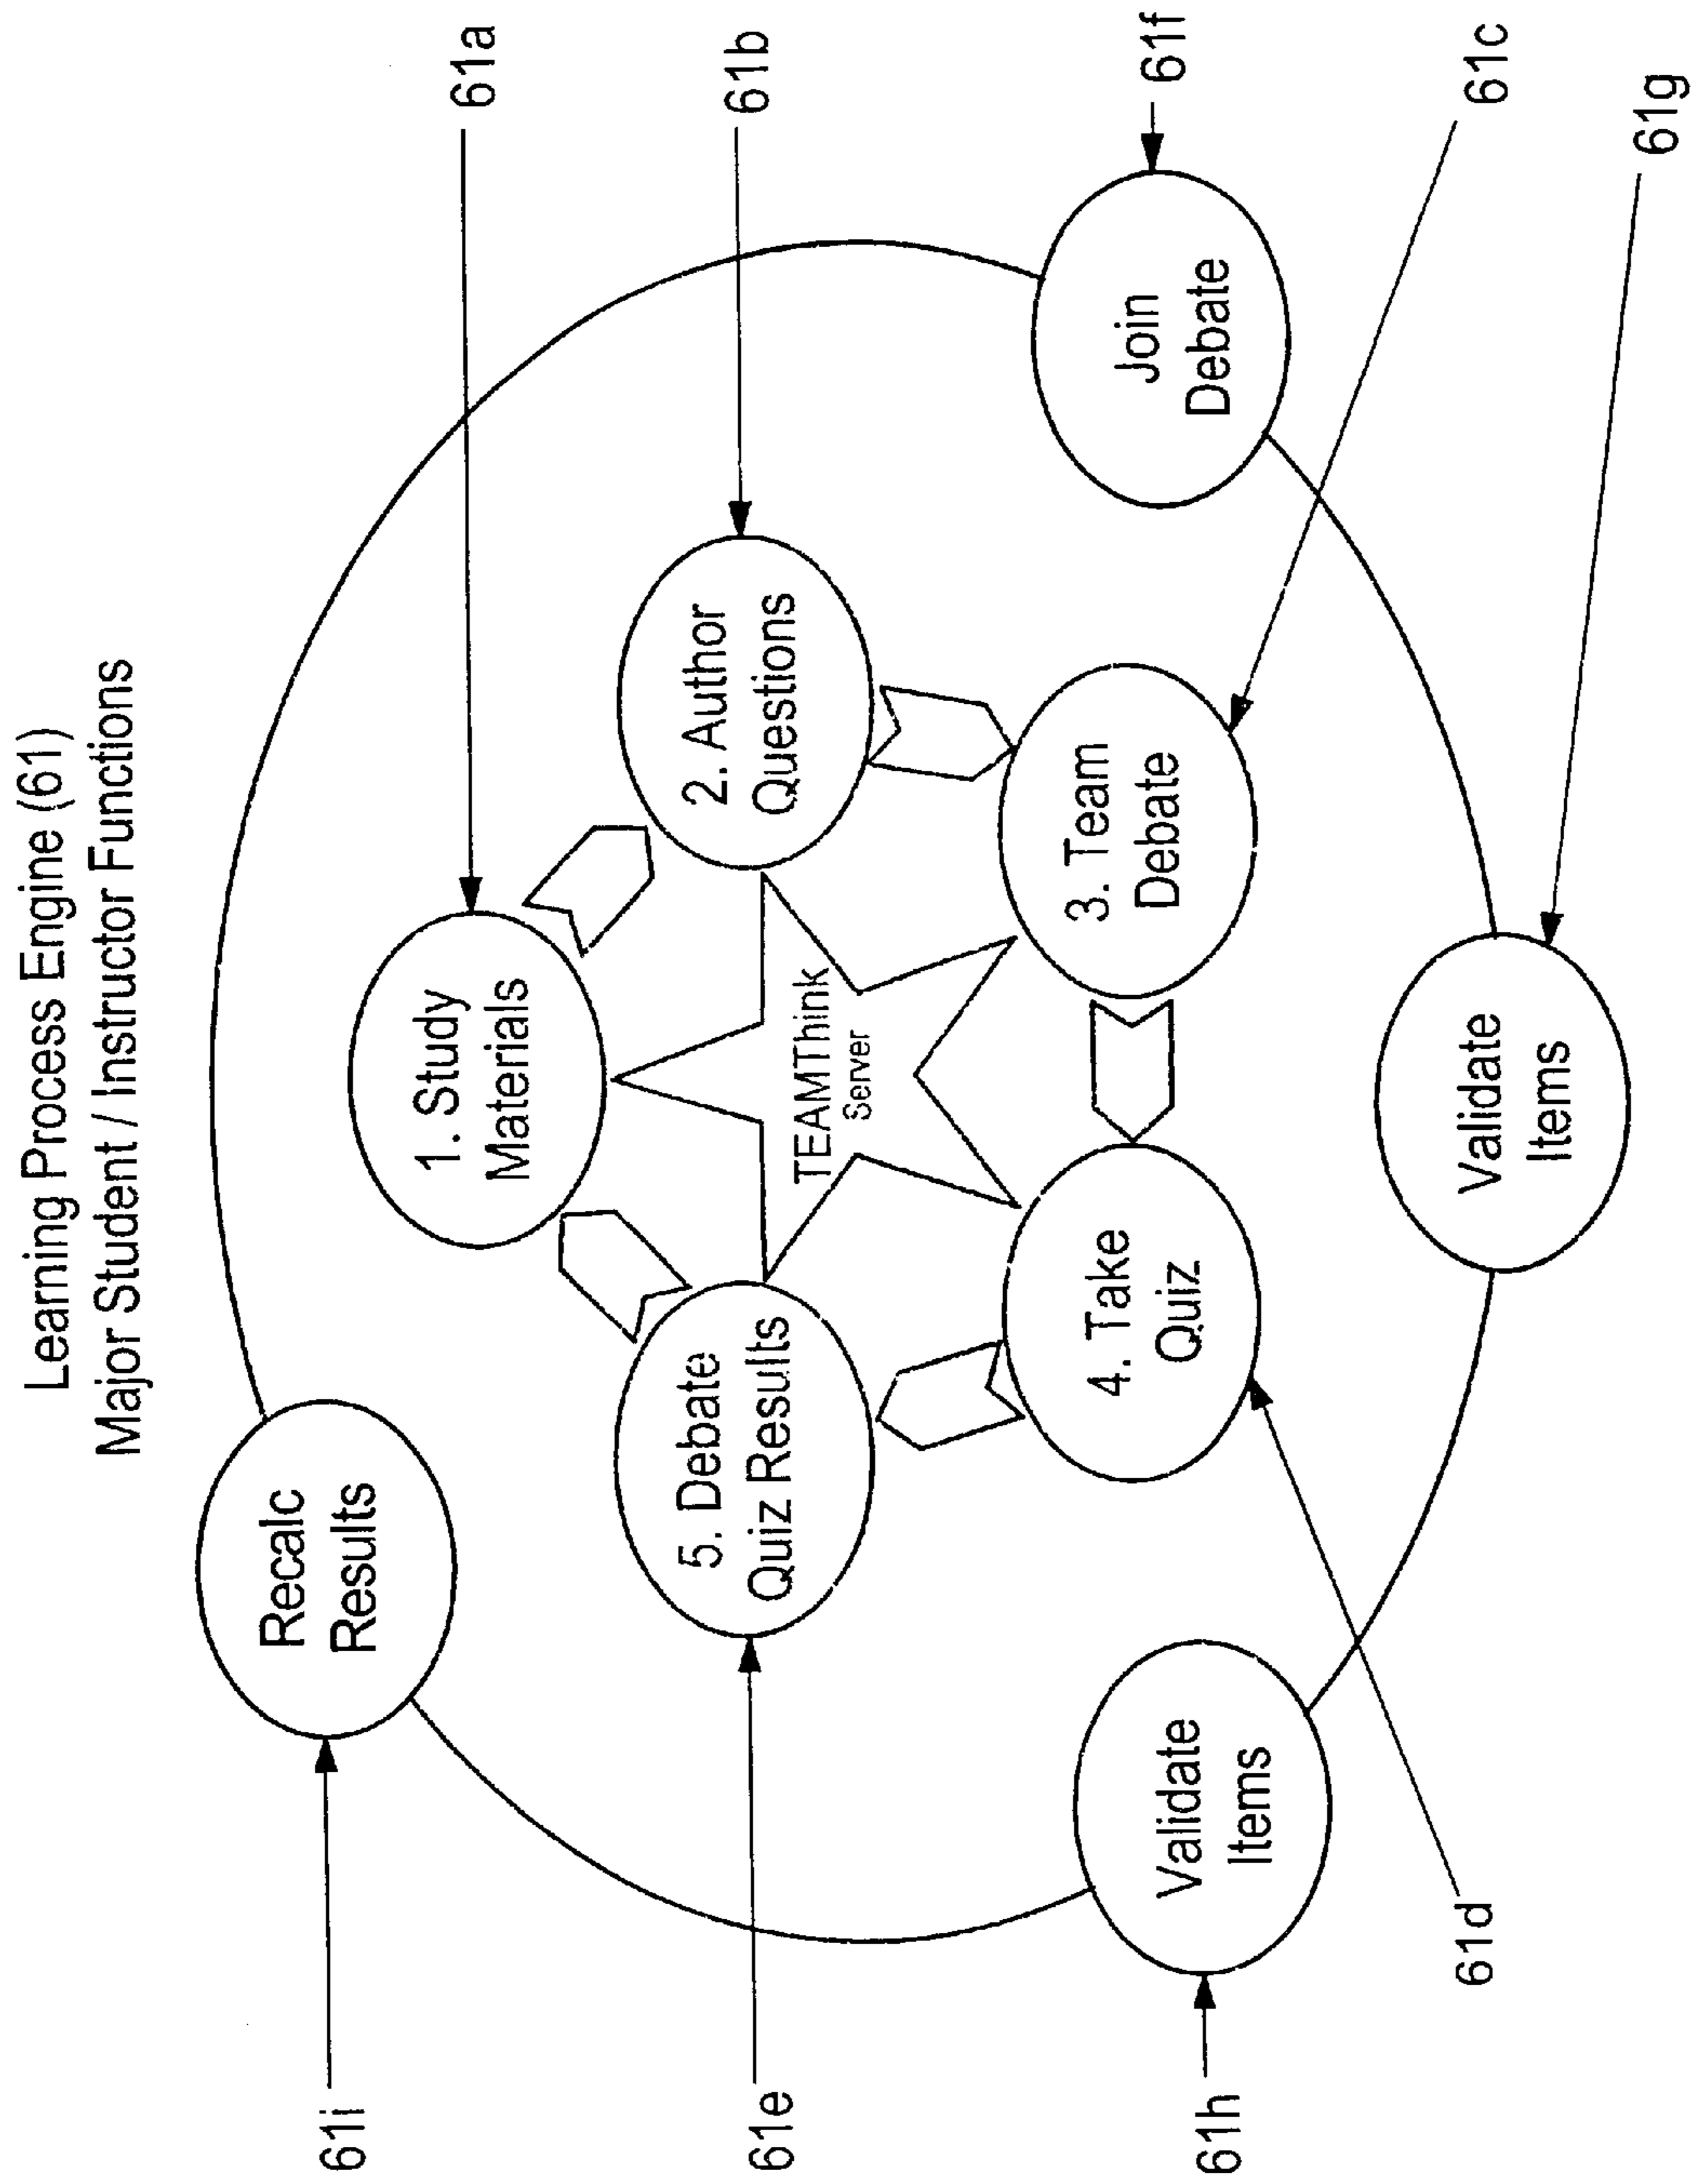 Learning Process Engine (61)
Major Student / Instructor Functions
Recalc
Results
1. Study
Materials
61a
61i
5. Debate
Quiz Results
2. Author
Questions
61b
61e
TEAMThink
Server
4. Take
Quiz
3. Team
Debate
Join
Debate
61f
Validate
Items
61h
Validate
Items
61d
61c
61g